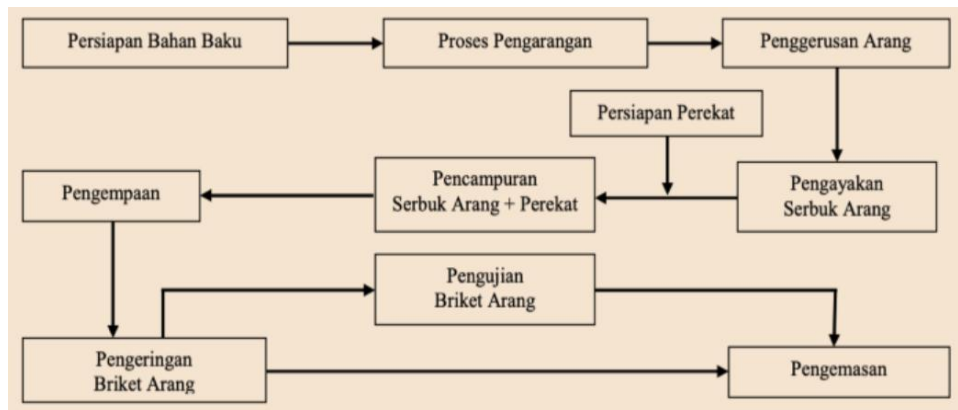 Persiapan Bahan Baku
Proses Pengarangan
Penggerusan Arang
Persiapan Perekat
Pengayakan
Serbuk Arang
Pencampuran
Serbuk Arang + Perekat
Pengempaan
Pengeringan
Briket Arang
Pengujian
Briket Arang
Pengemasan